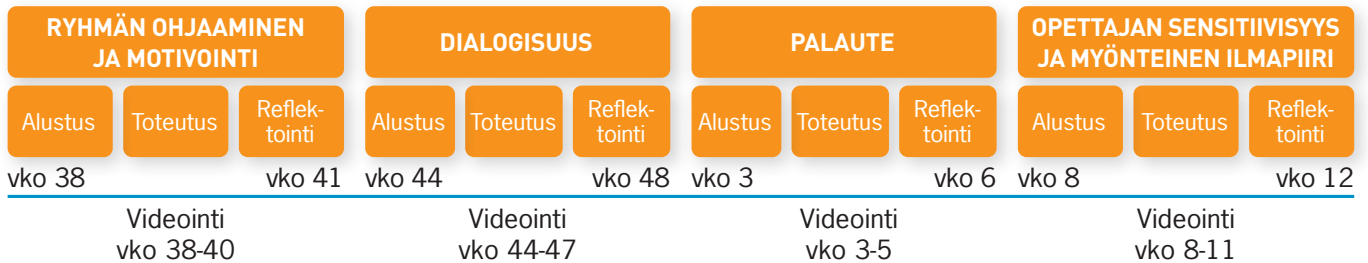 RYHMÄN OHJAAMINEN
JA MOTIVOINTI
DIALOGISUUS
PALAUTE
OPETTAJAN SENSITIIVISYYS
JA MYÖNTEINEN ILMAPIIRI
Alustus
Toteutus
Reflek-
tointi
Alustus
Toteutus
Reflek-
tointi
Alustus
Toteutus
Reflek-
tointi
Alustus
Toteutus
Reflek-
tointi
vko 38
vko 41
vko 44
vko 48
vko 3
vko 6
vko 8
vko 12
Videointi
vko 38-40
Videointi
vko 44-47
Videointi
vko 3-5
Videointi
vko 8-11